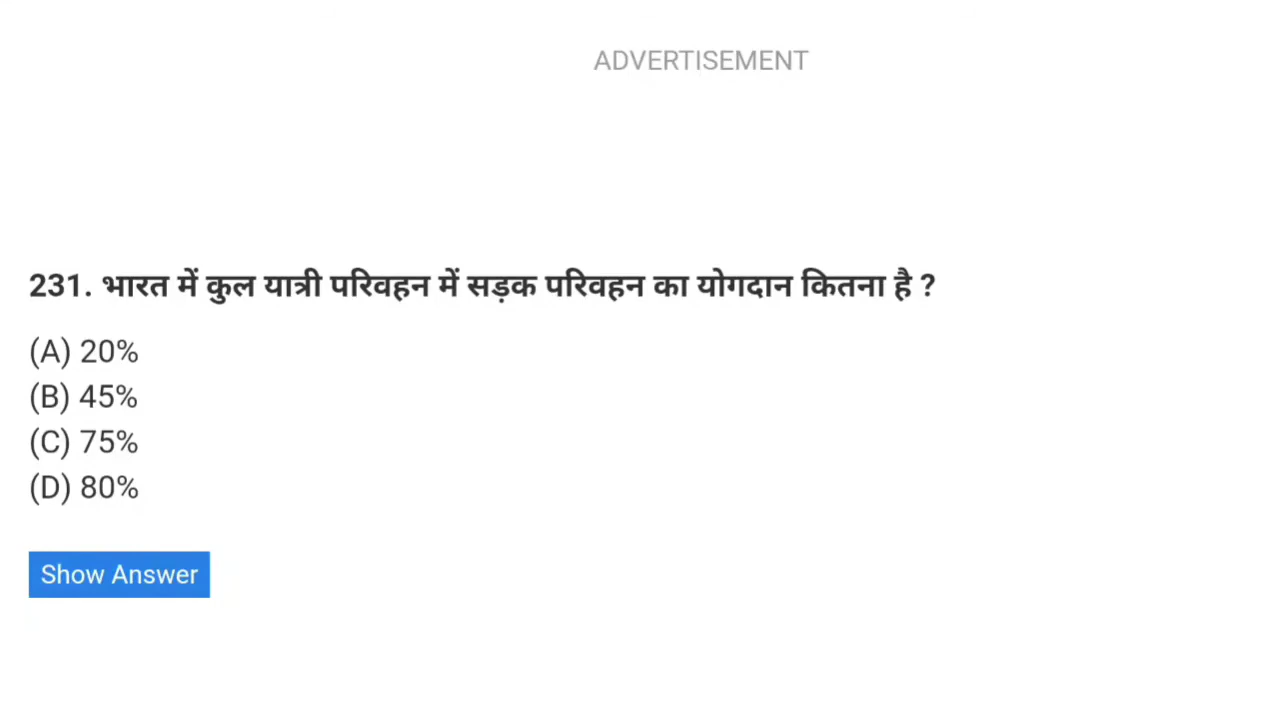 ADVERTISEMENT
231. भारत में कुल यात्री परिवहन में सड़क परिवहन का योगदान कितना है ?
(A) 20%
(B) 45%
(C) 75%
(D) 80%
Show Answer